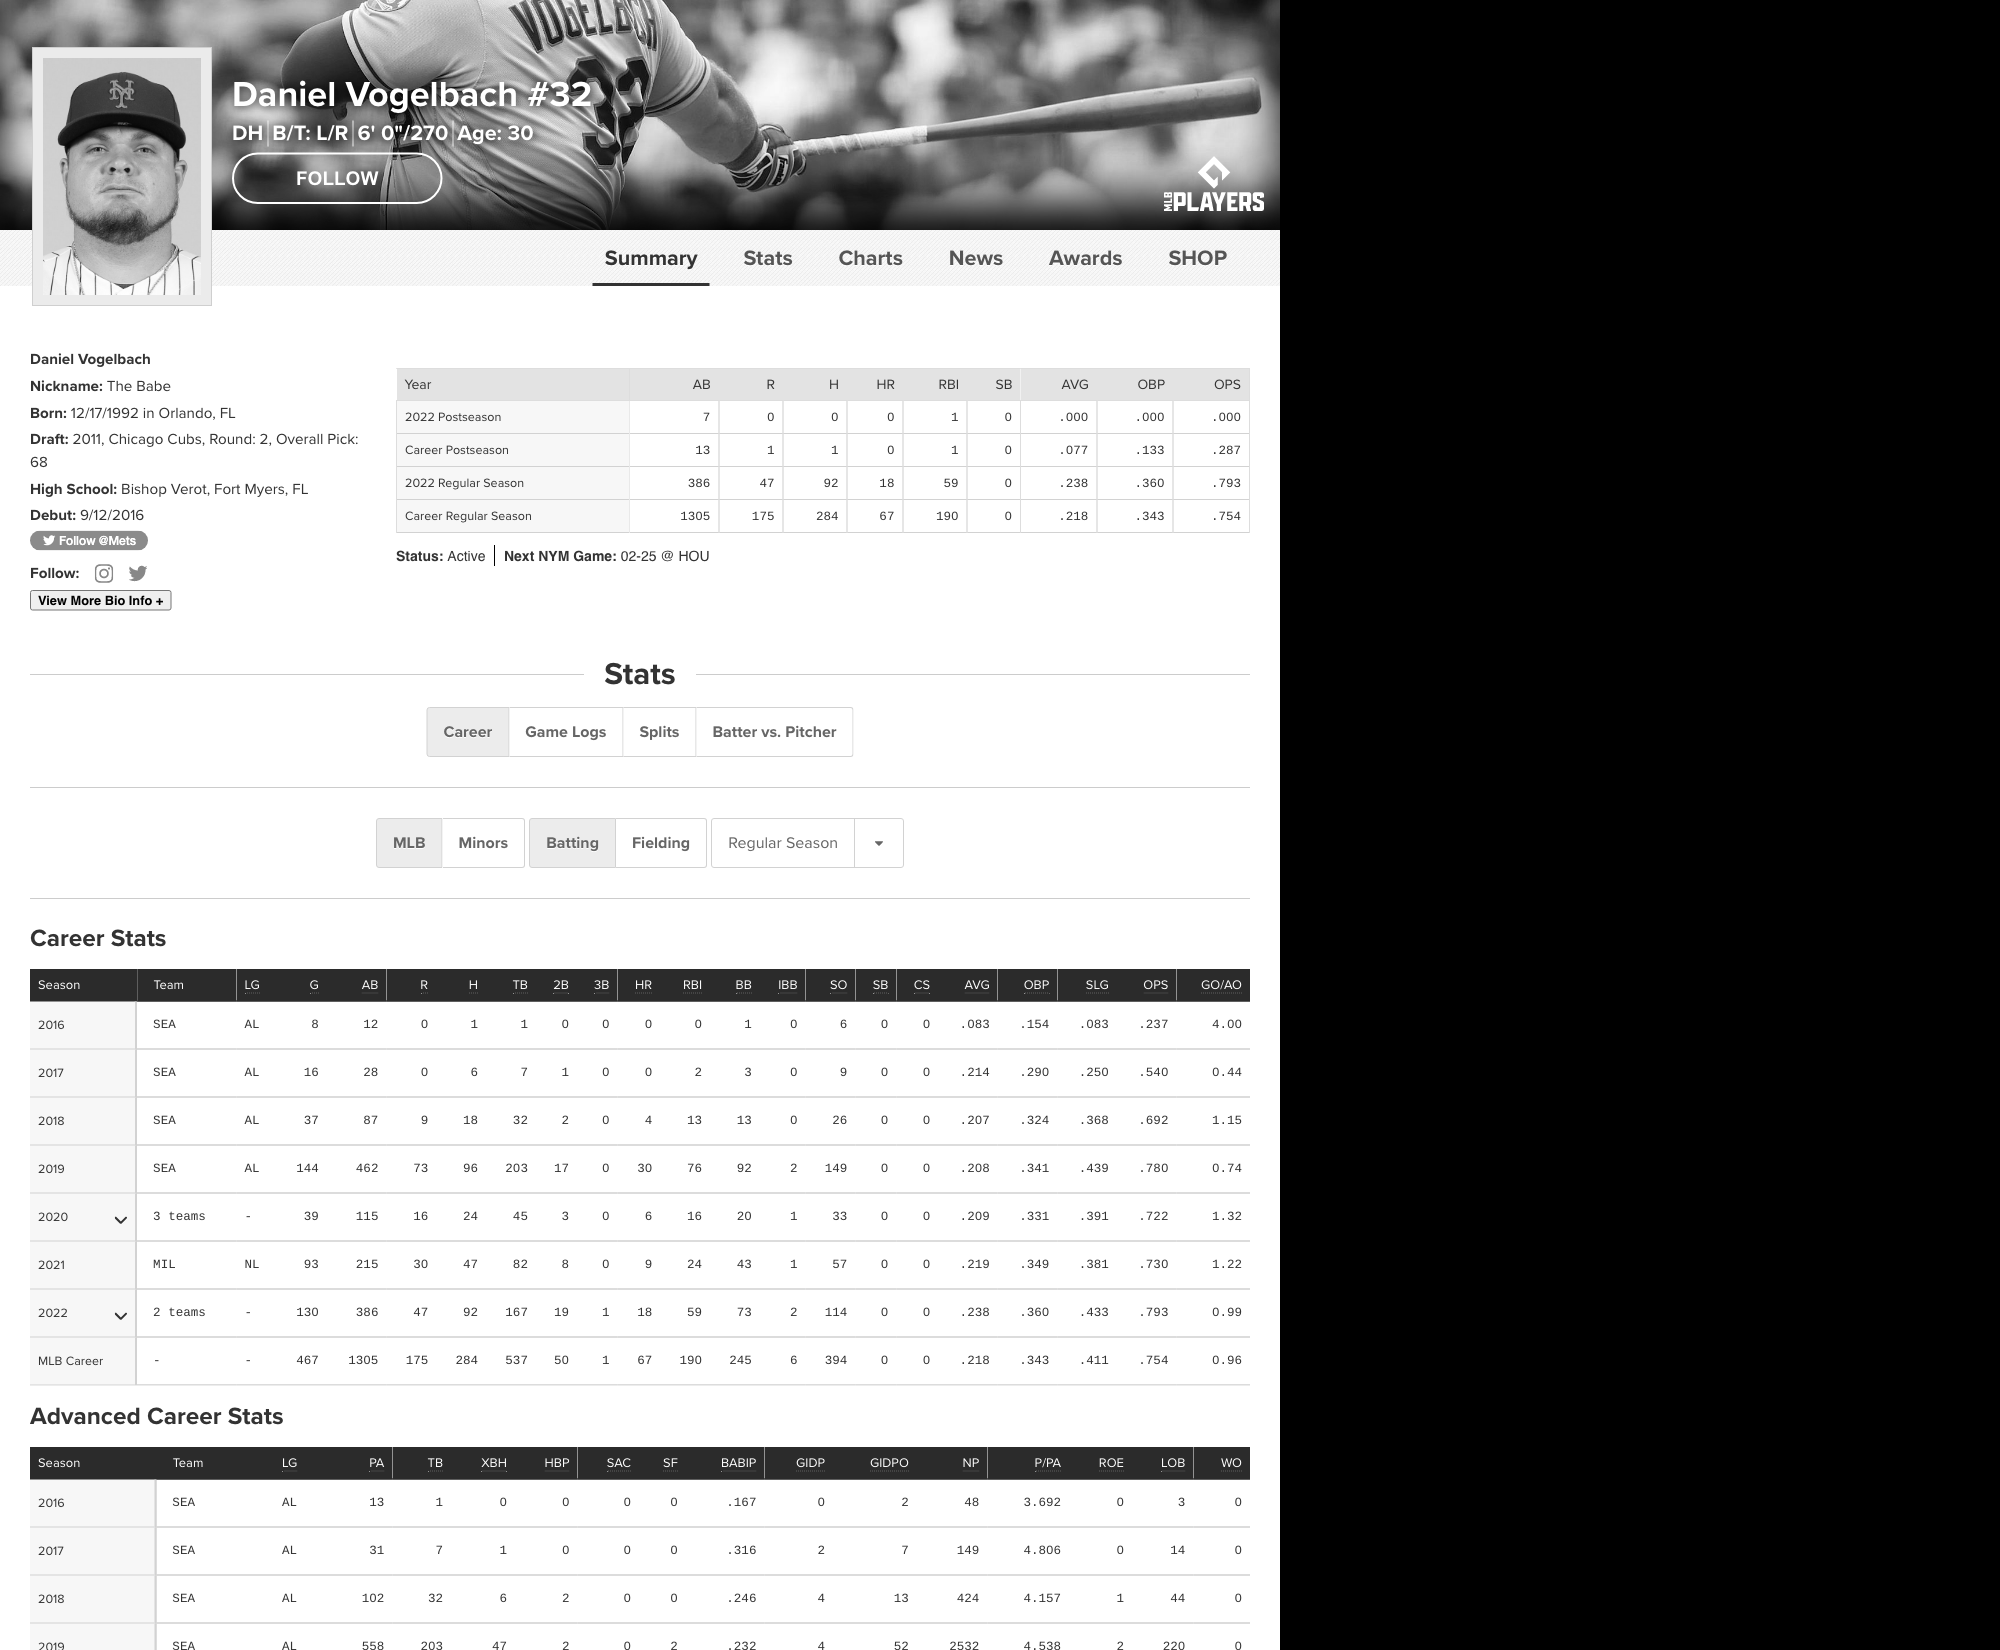 VOGELBACH
32
NY
Daniel Vogelbach #32
DH B/T: L/R 6' 0"/270 Age: 30
FOLLOW
MLB PLAYERS
Summary Stats Charts News Awards SHOP
Daniel Vogelbach
Nickname: The Babe
Born: 12/17/1992 in Orlando, FL
Draft: 2011, Chicago Cubs, Round: 2, Overall Pick:
68
High School: Bishop Verot, Fort Myers, FL
Debut: 9/12/2016
Follow @Mets
Follow:
View More Bio Info +
Year AB R H HR RBI SB AVG OBP OPS
2022 Postseason 7 0 0 0 1 0 .000 .000 .000
Career Postseason 13 1 1 0 1 0 .077 .133 .287
2022 Regular Season 386 47 92 18 59 0 .238 .360 .793
Career Regular Season 1305 175 284 67 190 0 .218 .343 .754
Status: Active Next NYM Game: 02-25 @ HOU
Stats
Career Game Logs Splits Batter vs. Pitcher
MLB Minors Batting Fielding Regular Season
Career Stats
Season Team LG G AB R H TB 2B 3B HR RBI BB IBB SO SB CS AVG OBP SLG OPS GO/AO
2016 SEA AL 8 12 0 1 1 0 0 0 0 1 0 6 0 0 .083 .154 .083 .237 4.00
2017 SEA AL 16 28 0 6 7 1 0 0 2 3 0 9 0 0 .214 .290 .250 .540 0.44
2018 SEA AL 37 87 9 18 32 2 0 4 13 13 0 26 0 0 .207 .324 .368 .692 1.15
2019 SEA AL 144 462 73 96 203 17 0 30 76 92 2 149 0 0 .208 .341 .439 .780 0.74
2020 3 teams - 39 115 16 24 45 3 0 6 16 20 1 33 0 0 .209 .331 .391 .722 1.32
2021 MIL NL 93 215 30 47 82 8 0 9 24 43 1 57 0 0 .219 .349 .381 .730 1.22
2022 2 teams - 130 386 47 92 167 19 1 18 59 73 2 114 0 0 .238 .360 .433 .793 0.99
MLB Career - - 467 1305 175 284 537 50 1 67 190 245 6 394 0 0 .218 .343 .411 .754 0.96
Advanced Career Stats
Season Team LG PA TB XBH HBP SAC SF BABIP GIDP GIDPO NP P/PA ROE LOB WO
2016 SEA AL 13 1 0 0 0 0 .167 0 2 48 3.692 0 3 0
2017 SEA AL 31 7 1 0 0 0 .316 2 7 149 4.806 0 14 0
2018 SEA AL 102 32 6 2 0 0 .246 4 13 424 4.157 1 44 0
2019 SEA AL 558 203 47 2 0 2 .232 4 52 2532 4.538 2 220 0